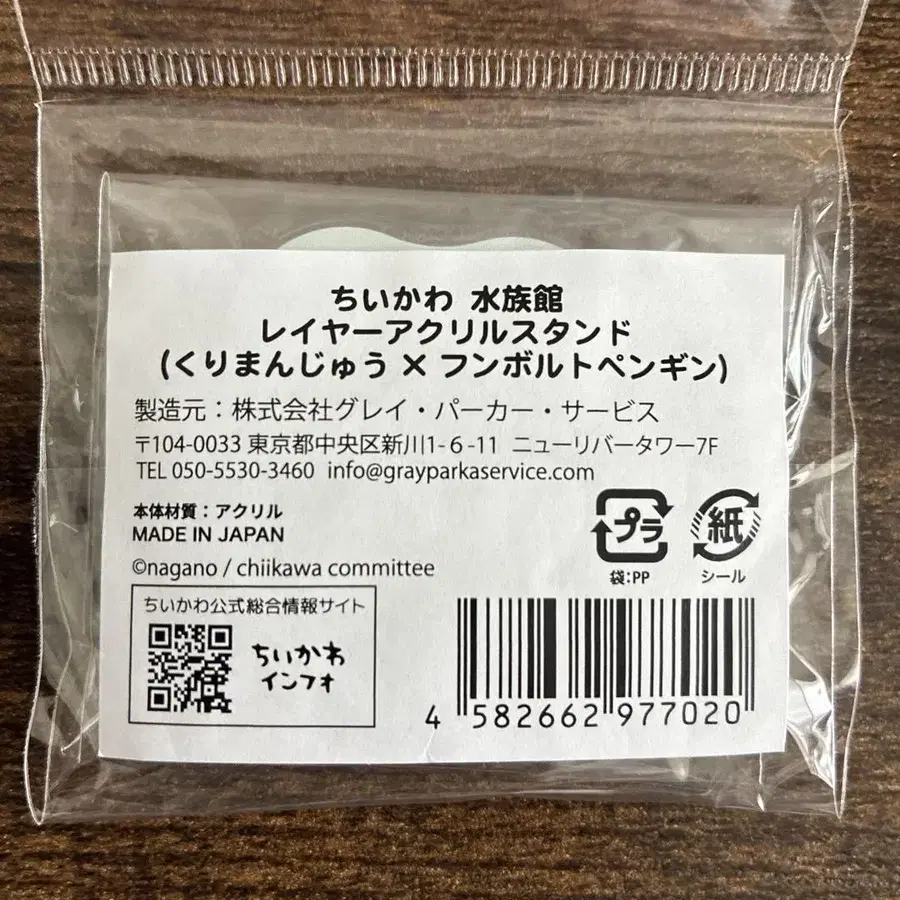 ちいかわ 水族館
レイヤーアクリルスタンド
(くりまんじゅう × フンボルトペンギン)
製造元：株式会社グレイ・パーカー・サービス
〒104-0033 東京都中央区新川1-6-11 ニューリバータワー7F
TEL 050-5530-3460 info@grayparkaservice.com
本体材質：アクリル
MADE IN JAPAN
©nagano / chiikawa committee
プラ
袋:PP
紙
シール
ちいかわ公式総合情報サイト
ちいかわ
インフォ
4 582662 977020